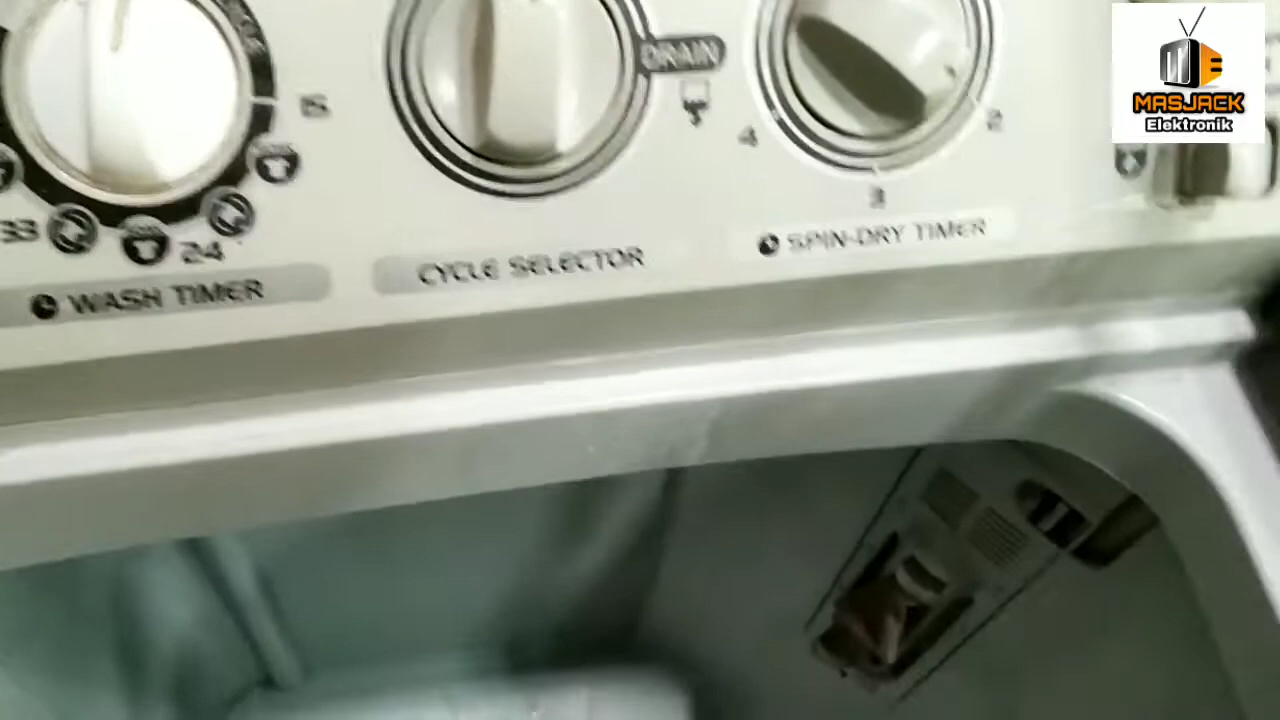 15
33
24
WASH TIMER
DRAIN
CYCLE SELECTOR
4
3
2
SPIN-DRY TIMER
MASJACK
Elektronik